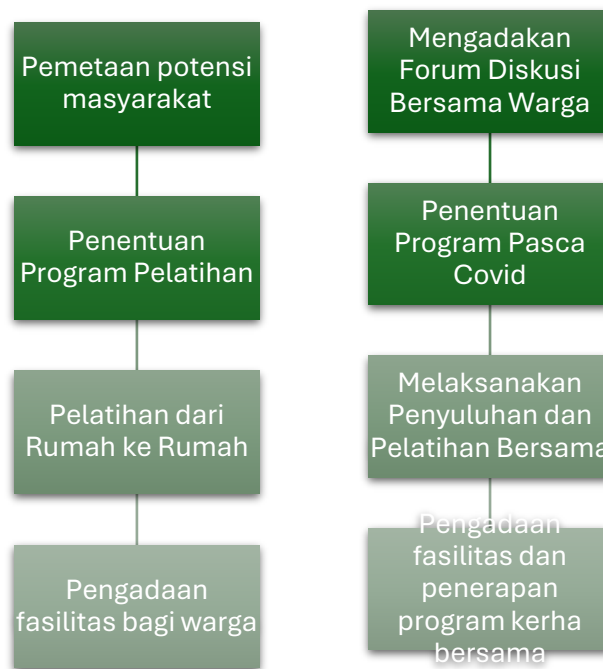 Pemetaan potensi
masyarakat
Penentuan
Program Pelatihan
Pelatihan dari
Rumah ke Rumah
Pengadaan
fasilitas bagi warga
Mengadakan
Forum Diskusi
Bersama Warga
Penentuan
Program Pasca
Covid
Melaksanakan
Penyuluhan dan
Pelatihan Bersama
Pengadaan
fasilitas dan
penerapan
program kerha
bersama